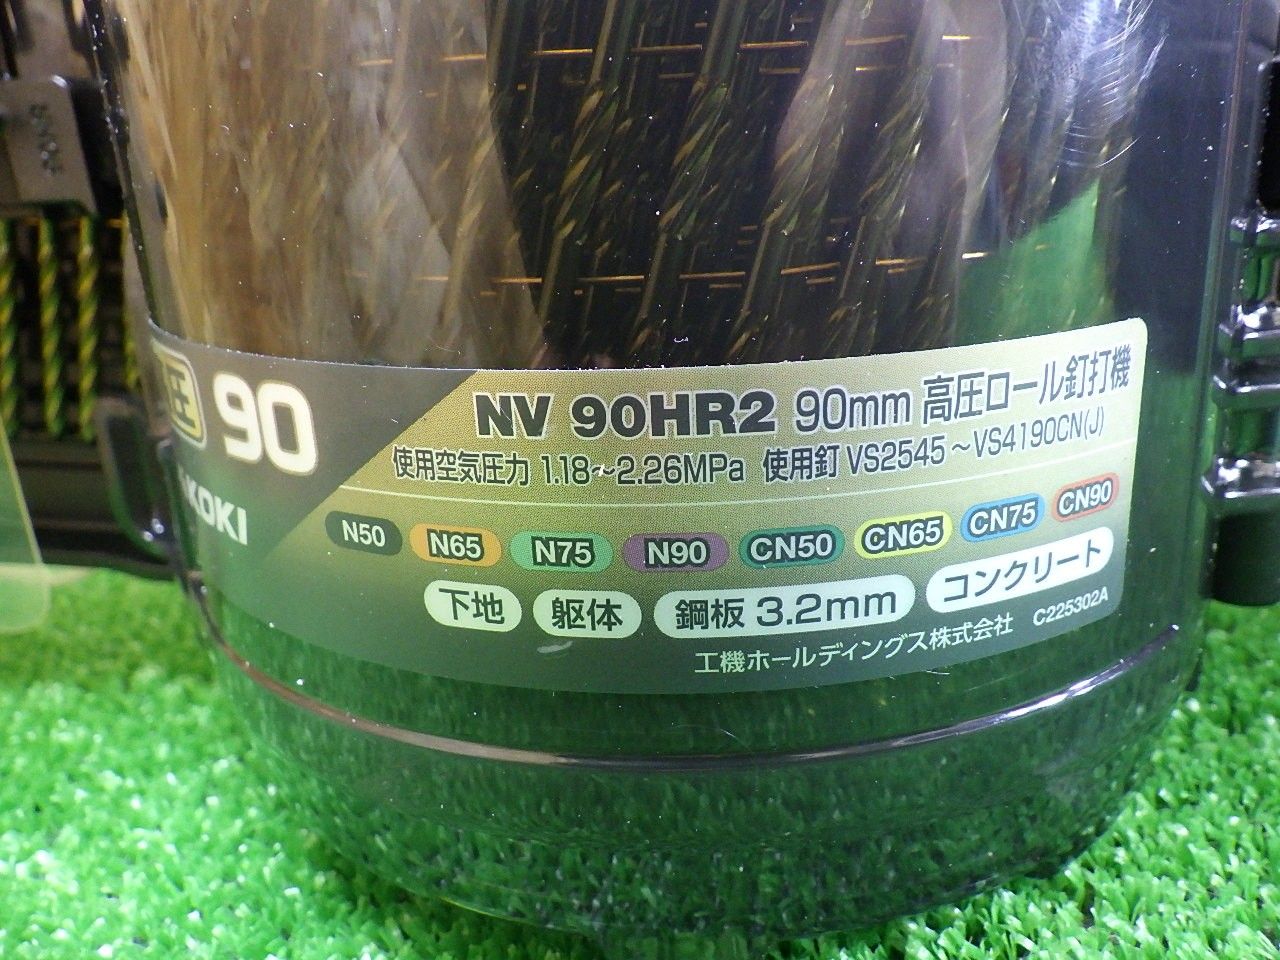 圧 90
KOKI
NV 90HR2 90mm 高圧ロール釘打機
使用空気圧力 1.18～2.26MPa 使用釘 VS2545～VS4190CN(J)
N50 N65 N75 N90 CN50 CN65 CN75 CN90
下地 躯体 鋼板 3.2mm コンクリート
工機ホールディングス株式会社 C225302A